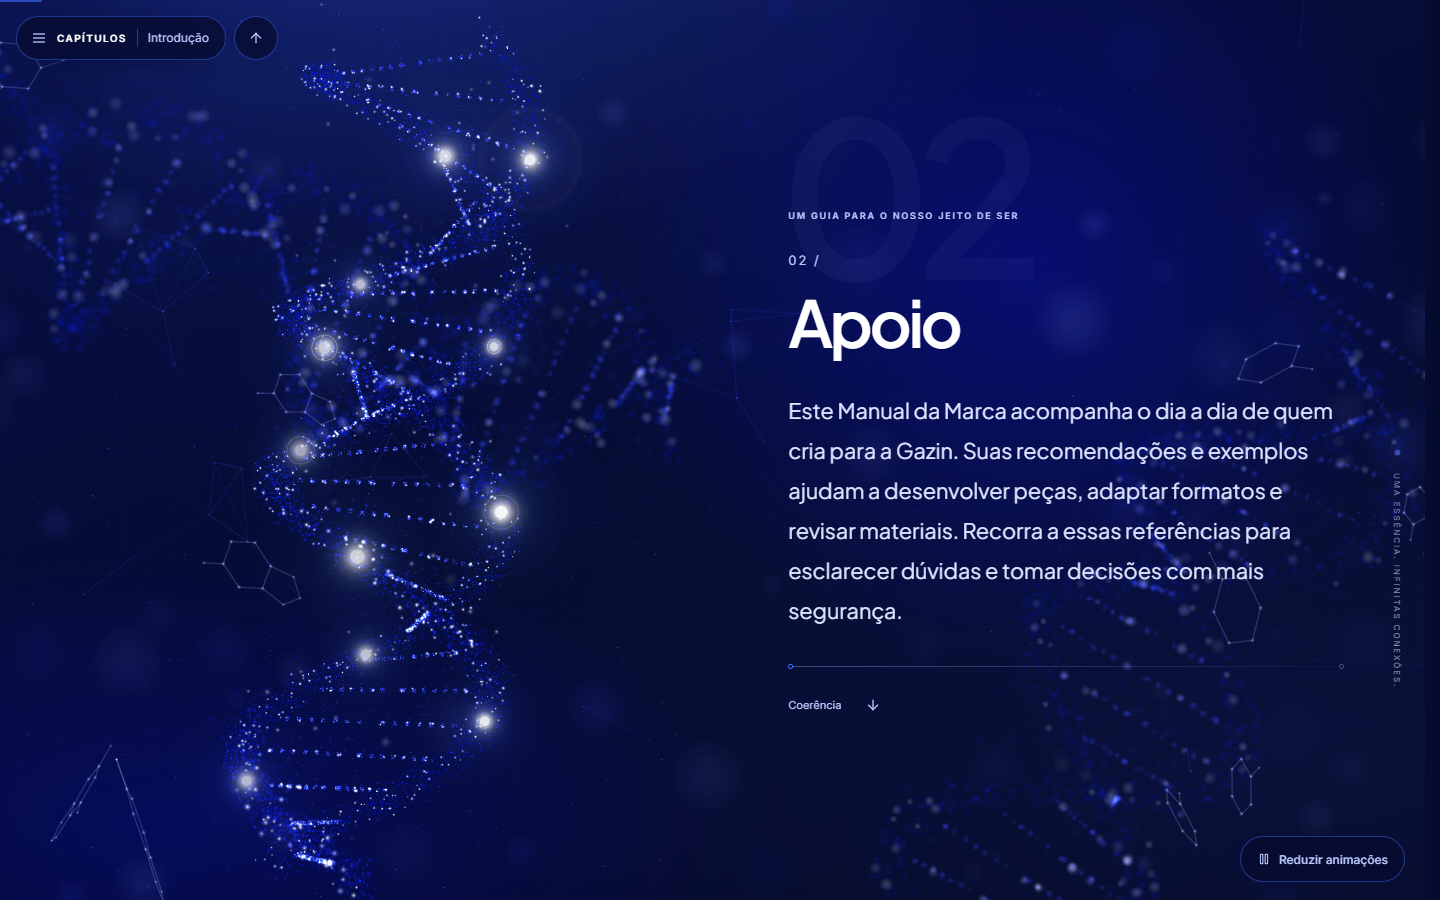 CAPÍTULOS Introdução
02
UM GUIA PARA O NOSSO JEITO DE SER
02 /
Apoio
Este Manual da Marca acompanha o dia a dia de quem
cria para a Gazin. Suas recomendações e exemplos
ajudam a desenvolver peças, adaptar formatos e
revisar materiais. Recorra a essas referências para
esclarecer dúvidas e tomar decisões com mais
segurança.
Coerência
UMA ESSÊNCIA. INFINITAS CONEXÕES.
Reduzir animações